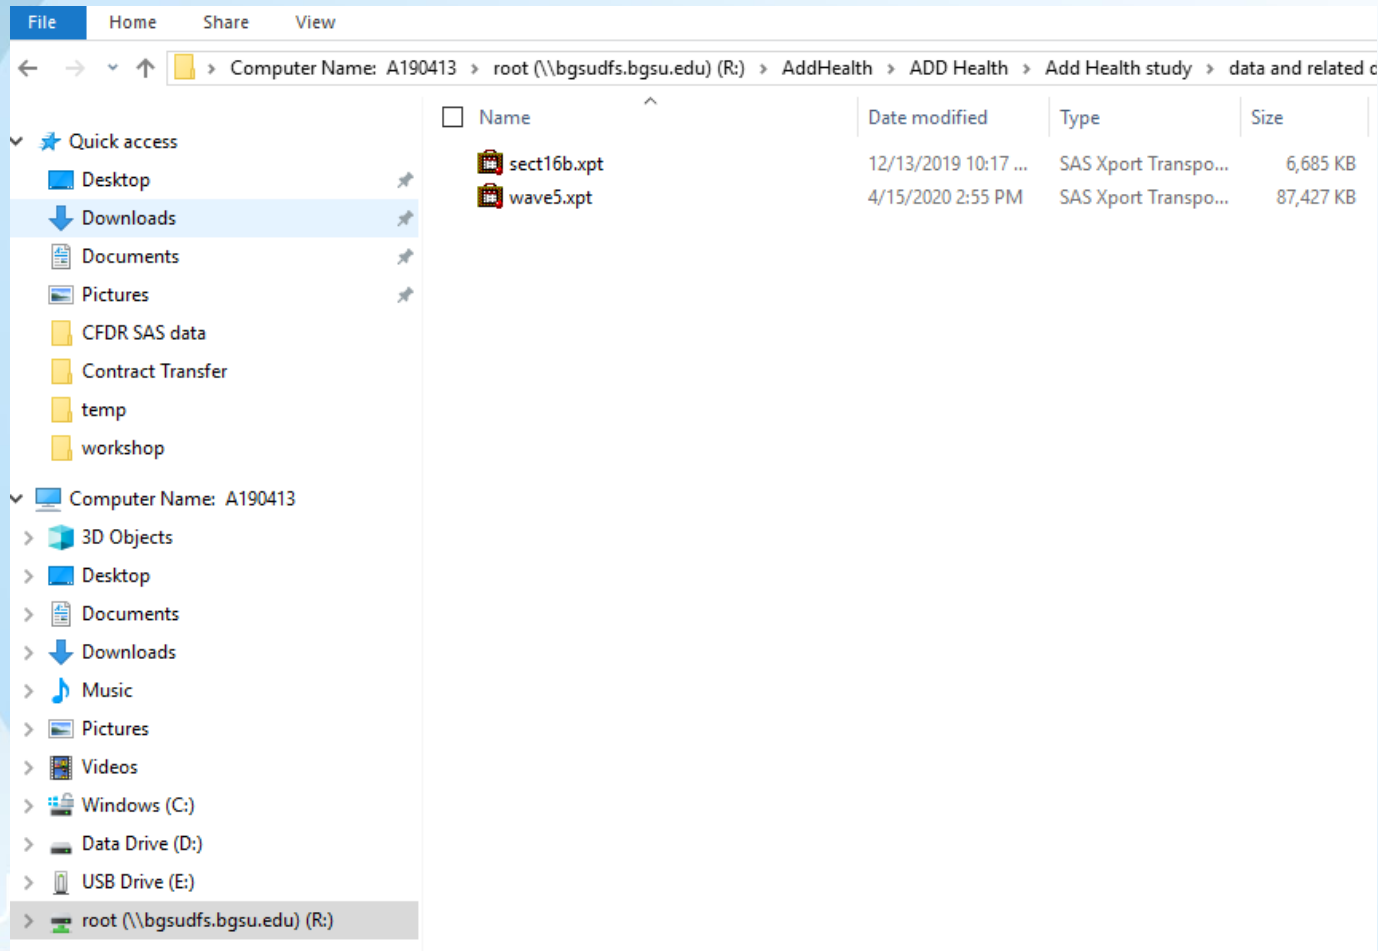 File Home Share View
Computer Name: A190413 > root (\\bgsudfs.bgsu.edu) (R:) > AddHealth > ADD Health > Add Health study > data and related d
Name Date modified Type Size
sect16b.xpt 12/13/2019 10:17 ... SAS Xport Transpo... 6,685 KB
wave5.xpt 4/15/2020 2:55 PM SAS Xport Transpo... 87,427 KB
Quick access
Desktop
Downloads
Documents
Pictures
CFDR SAS data
Contract Transfer
temp
workshop
Computer Name: A190413
3D Objects
Desktop
Documents
Downloads
Music
Pictures
Videos
Windows (C:)
Data Drive (D:)
USB Drive (E:)
root (\\bgsudfs.bgsu.edu) (R:)